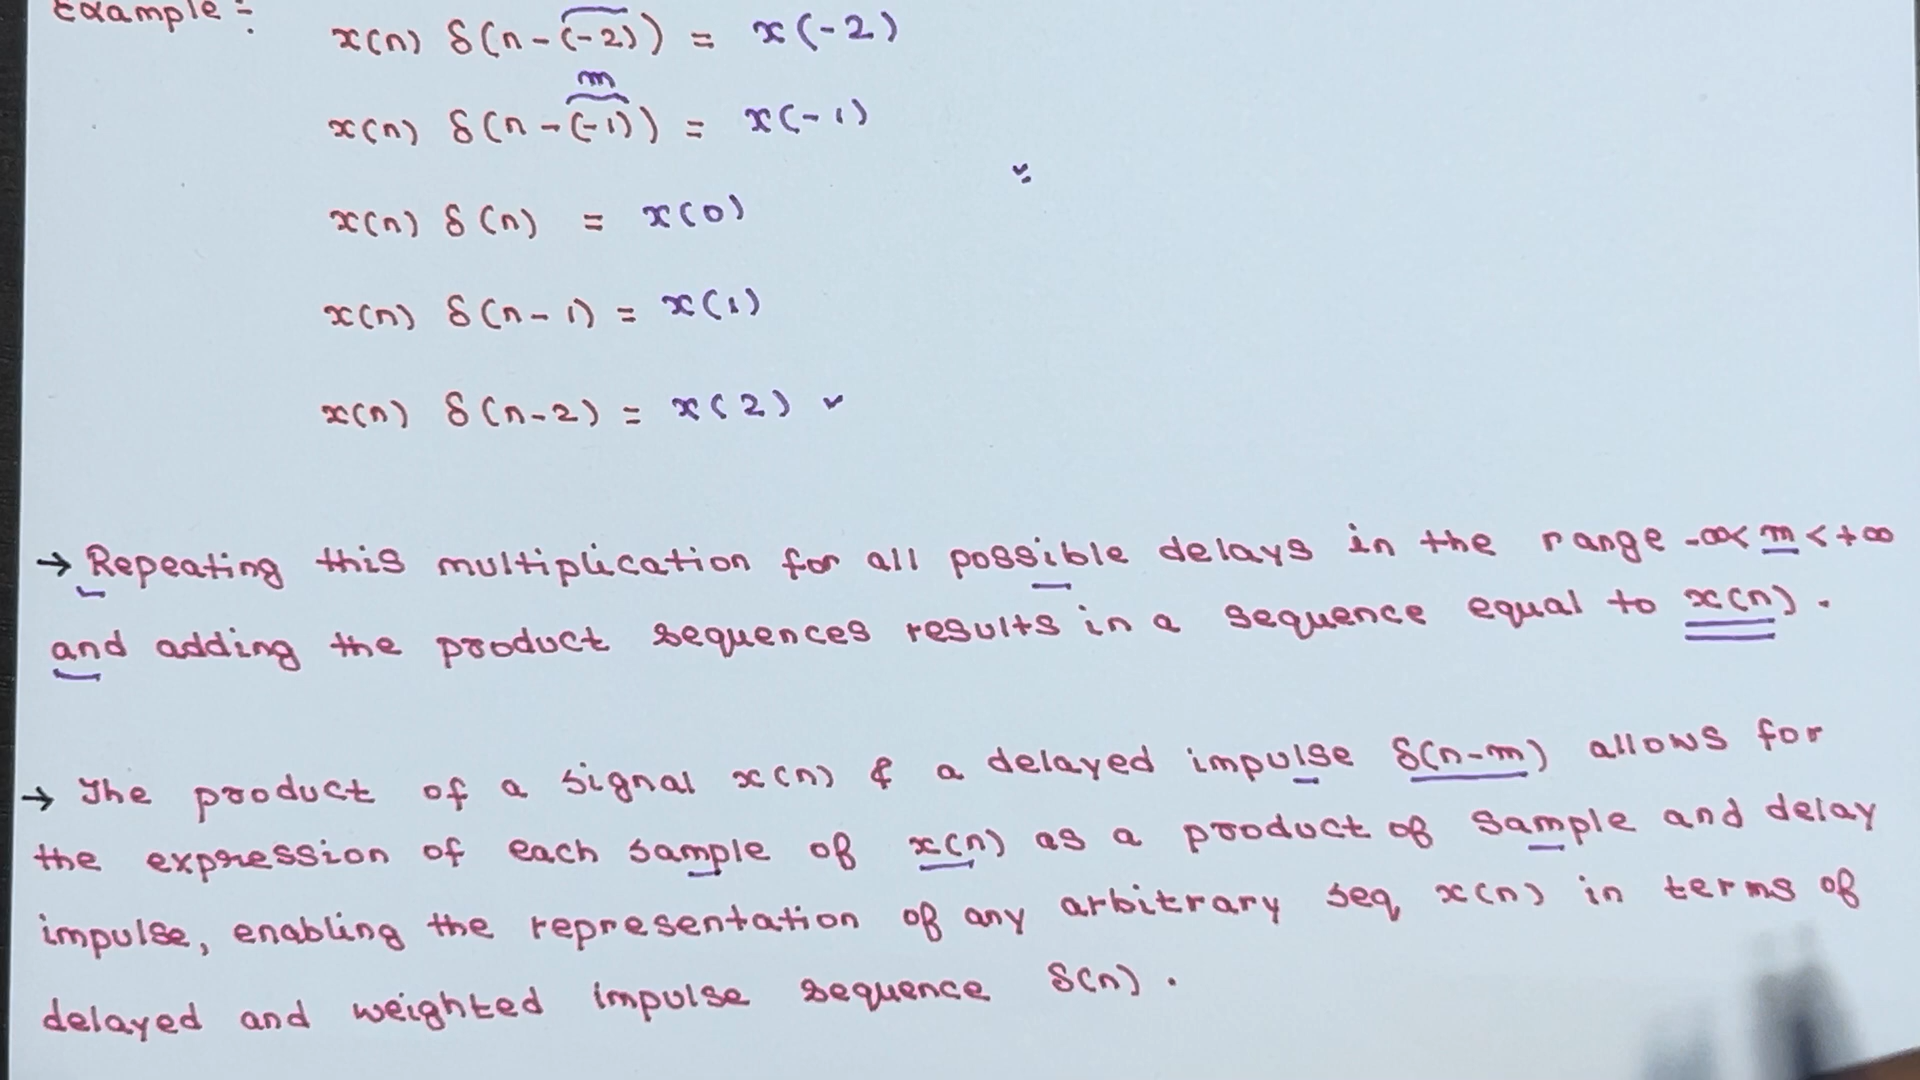 Example :-
x(n) δ(n-(-2)) = x(-2)
m
x(n) δ(n-(-1)) = x(-1)
x(n) δ(n) = x(0)
x(n) δ(n-1) = x(1)
x(n) δ(n-2) = x(2)
→ Repeating this multiplication for all possible delays in the range -∞< m <+∞
and adding the product sequences results in a sequence equal to x(n).
→ The product of a signal x(n) & a delayed impulse δ(n-m) allows for
the expression of each sample of x(n) as a product of sample and delay
impulse, enabling the representation of any arbitrary seq x(n) in terms of
delayed and weighted impulse sequence δ(n).